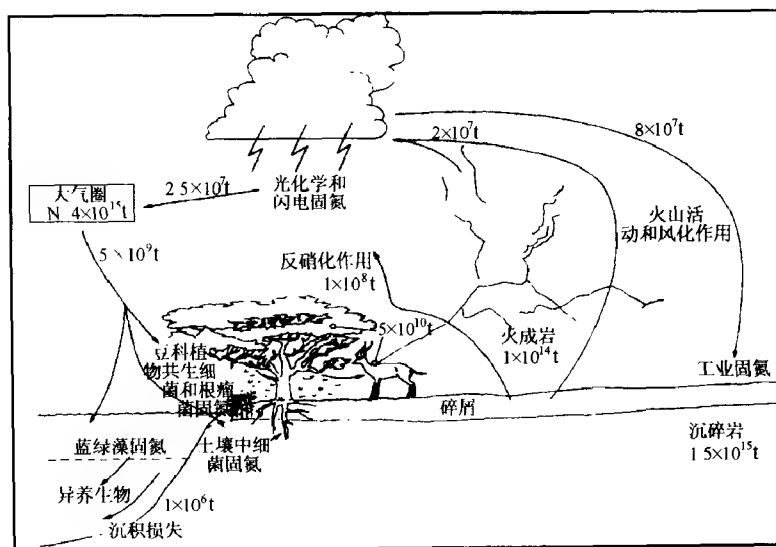 2×10⁷t
8×10⁷t
2 5×10⁷t
光化学和
闪电固氮
大气圈
N 4×10¹⁵t
5×10⁹t
火山活
动和风化作用
反硝化作用
1×10⁸t
5×10¹⁰t
火成岩
1×10¹⁴t
豆科植
物共生细
菌和根瘤
菌固氮
工业固氮
碎屑
沉碎岩
1 5×10¹⁵t
蓝绿藻固氮
土壤中细
菌固氮
异养生物
1×10⁶t
沉积损失